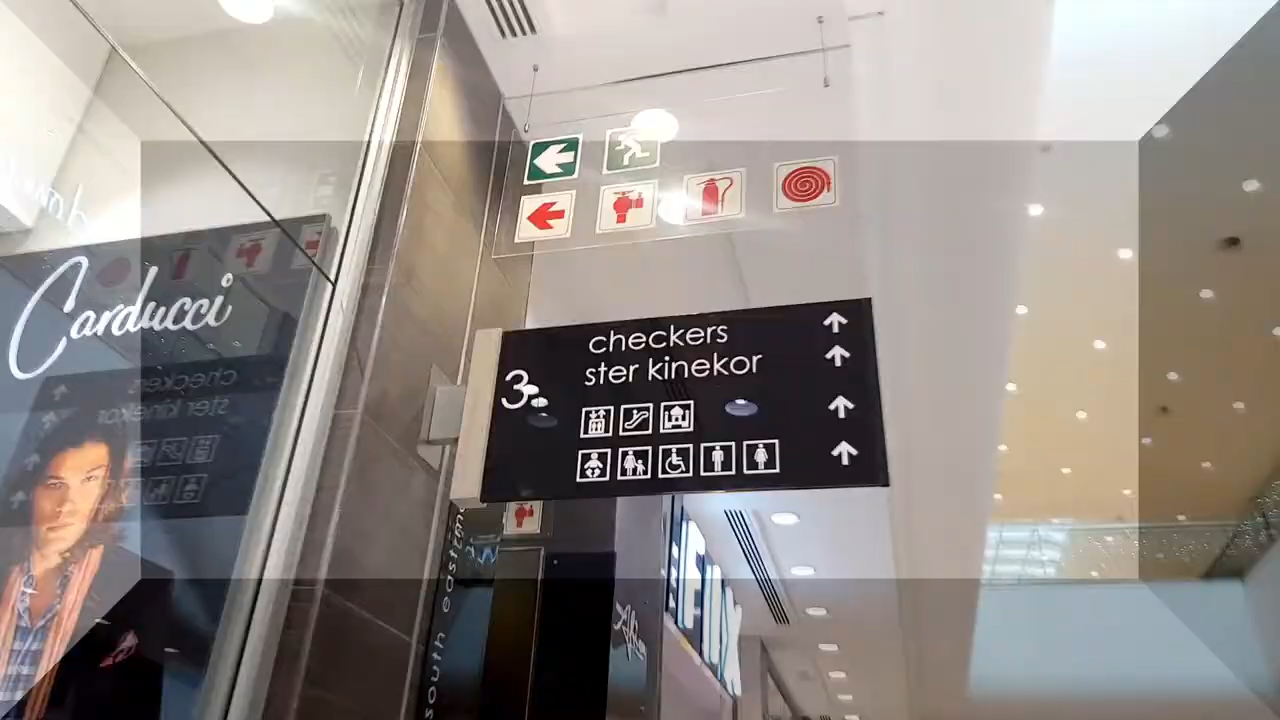 Carducci
checkers
ster kinekor
3
south eastern